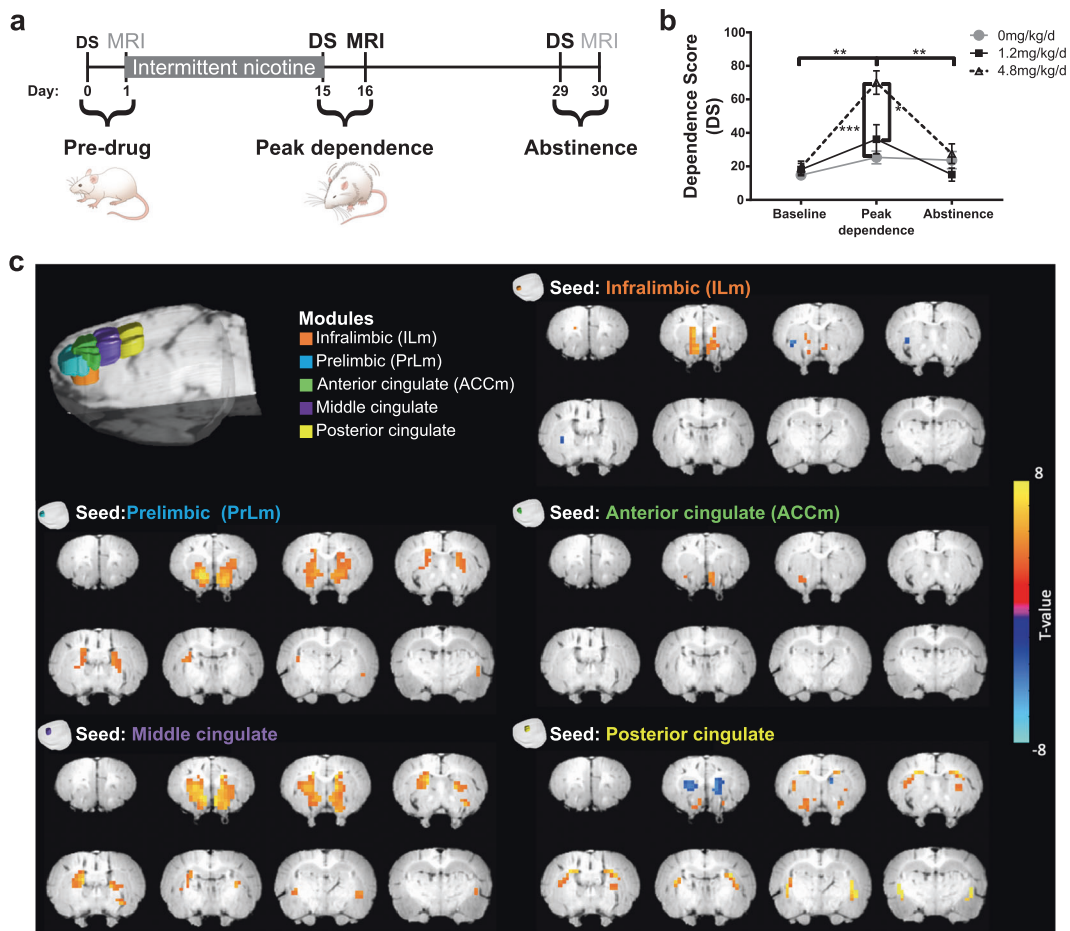 a
DS MRI
DS MRI
DS MRI
Intermittent nicotine
Day: 0 1 15 16 29 30
Pre-drug
Peak dependence
Abstinence
b
Dependence Score
(DS)
100
80
60
40
20
0
**
**
***
*
Baseline
Peak
dependence
Abstinence
0mg/kg/d
1.2mg/kg/d
4.8mg/kg/d
c
Modules
Infralimbic (ILm)
Prelimbic (PrLm)
Anterior cingulate (ACCm)
Middle cingulate
Posterior cingulate
Seed: Infralimbic (ILm)
Seed:Prelimbic (PrLm)
Seed: Anterior cingulate (ACCm)
Seed: Middle cingulate
Seed: Posterior cingulate
8
T-value
-8